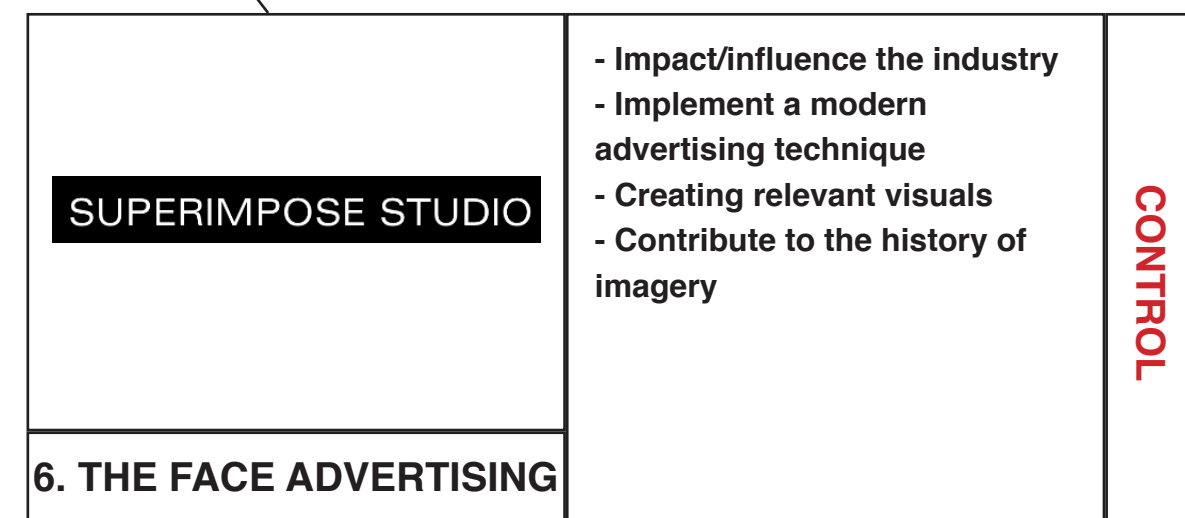 SUPERIMPOSE STUDIO
6. THE FACE ADVERTISING
- Impact/influence the industry
- Implement a modern
advertising technique
- Creating relevant visuals
- Contribute to the history of
imagery
CONTROL